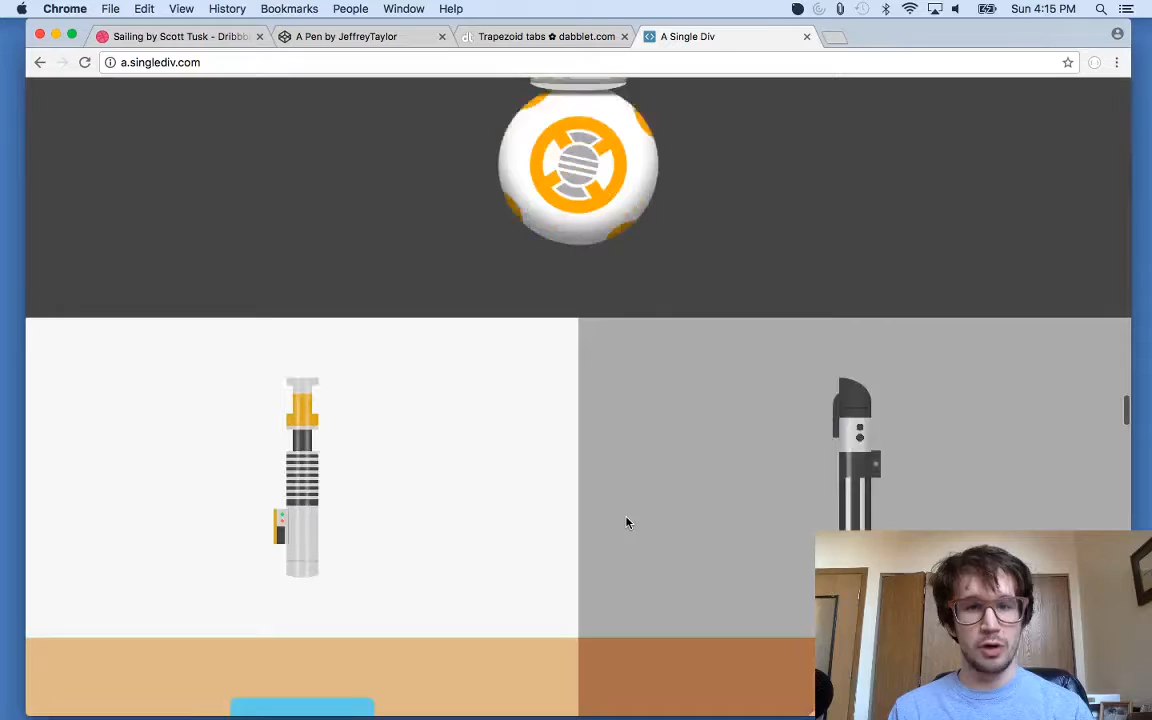 Chrome File Edit View History Bookmarks People Window Help Sun 4:15 PM
Sailing by Scott Tusk - Dribbb A Pen by JeffreyTaylor Trapezoid tabs ✿ dabblet.com A Single Div
a.singlediv.com